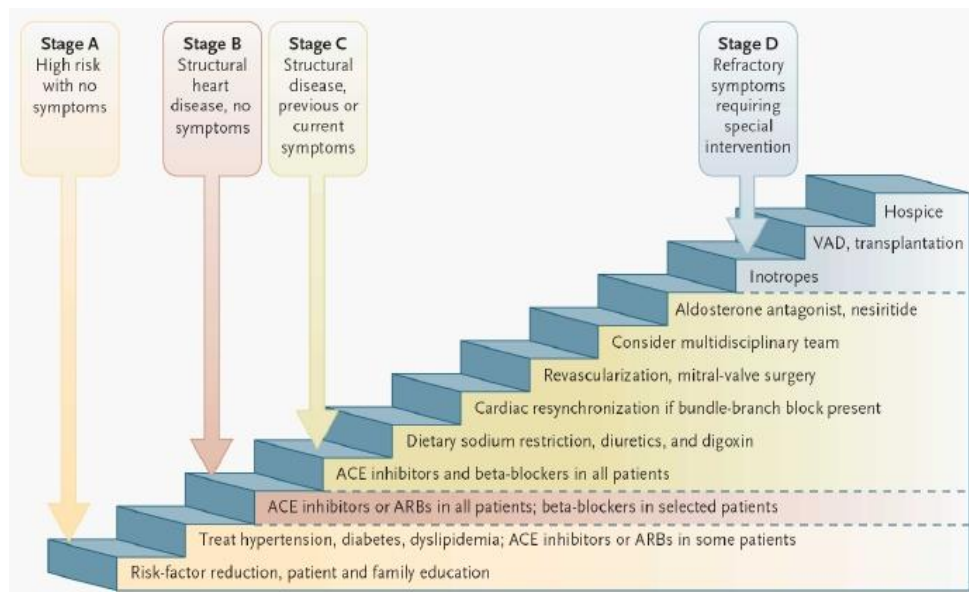 Stage A
High risk
with no
symptoms
Stage B
Structural
heart
disease, no
symptoms
Stage C
Structural
disease,
previous or
current
symptoms
Stage D
Refractory
symptoms
requiring
special
intervention
Hospice
VAD, transplantation
Inotropes
Aldosterone antagonist, nesiritide
Consider multidisciplinary team
Revascularization, mitral-valve surgery
Cardiac resynchronization if bundle-branch block present
Dietary sodium restriction, diuretics, and digoxin
ACE inhibitors and beta-blockers in all patients
ACE inhibitors or ARBs in all patients; beta-blockers in selected patients
Treat hypertension, diabetes, dyslipidemia; ACE inhibitors or ARBs in some patients
Risk-factor reduction, patient and family education